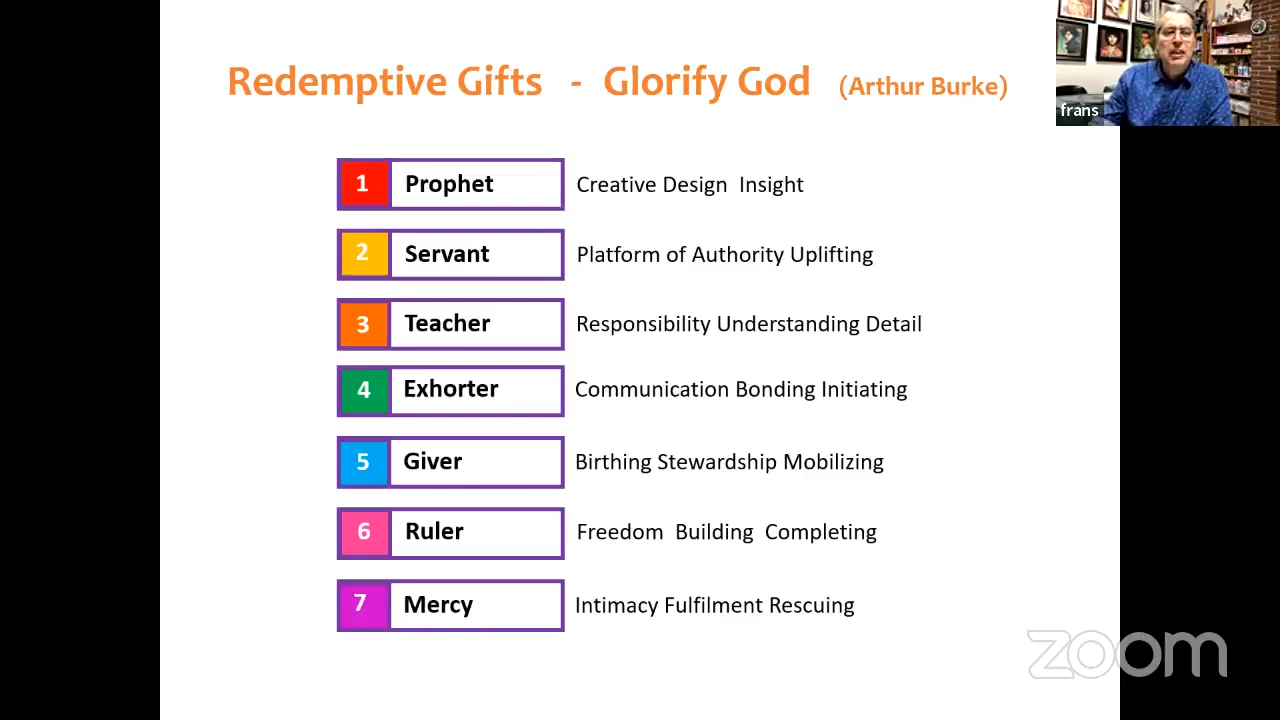 Redemptive Gifts - Glorify God (Arthur Burke)
frans
1 Prophet Creative Design Insight
2 Servant Platform of Authority Uplifting
3 Teacher Responsibility Understanding Detail
4 Exhorter Communication Bonding Initiating
5 Giver Birthing Stewardship Mobilizing
6 Ruler Freedom Building Completing
7 Mercy Intimacy Fulfilment Rescuing
zoom